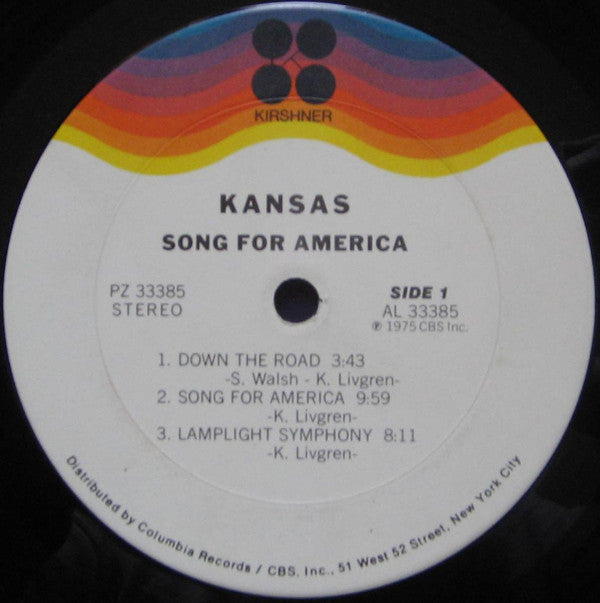 KIRSHNER
KANSAS
SONG FOR AMERICA
PZ 33385
STEREO
SIDE 1
AL 33385
℗ 1975 CBS Inc.
1. DOWN THE ROAD 3:43
-S. Walsh - K. Livgren-
2. SONG FOR AMERICA 9:59
-K. Livgren-
3. LAMPLIGHT SYMPHONY 8:11
-K. Livgren-
Distributed by Columbia Records / CBS, Inc., 51 West 52 Street, New York City